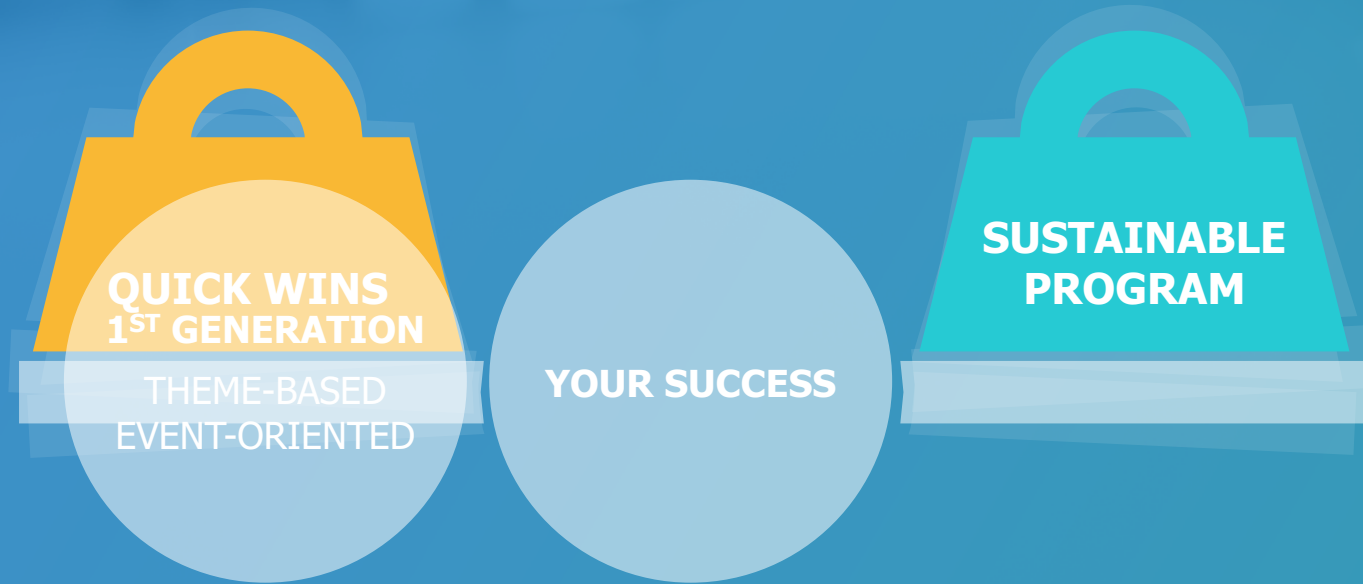 QUICK WINS
1ST GENERATION
THEME-BASED
EVENT-ORIENTED
YOUR SUCCESS
SUSTAINABLE
PROGRAM